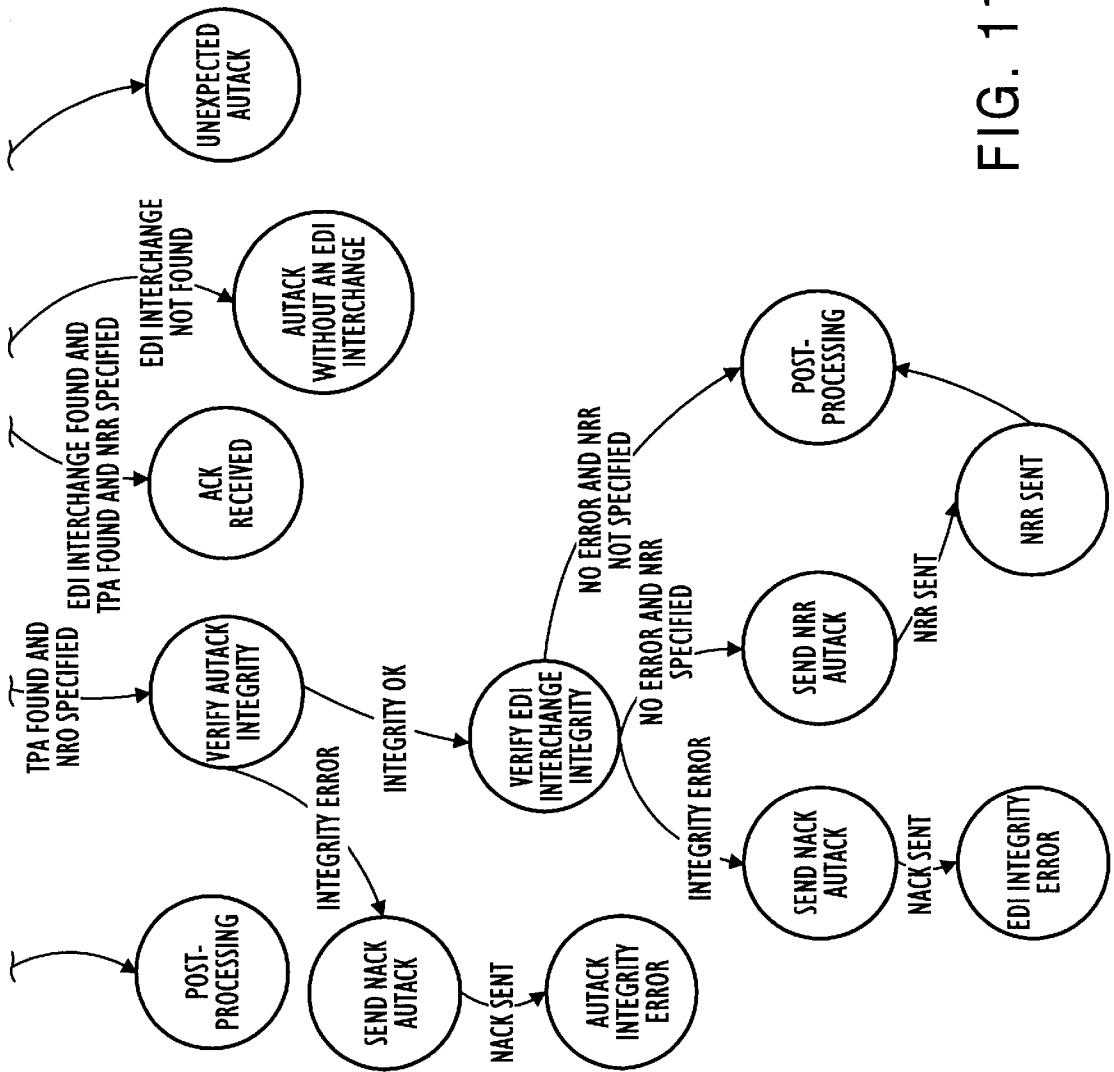 POST-
PROCESSING
TPA FOUND AND
NRO SPECIFIED
VERIFY AUTACK
INTEGRITY
EDI INTERCHANGE FOUND AND
TPA FOUND AND NRR SPECIFIED
ACK
RECEIVED
EDI INTERCHANGE
NOT FOUND
AUTACK
WITHOUT AN EDI
INTERCHANGE
UNEXPECTED
AUTACK
INTEGRITY ERROR
SEND NACK
AUTACK
NACK SENT
AUTACK
INTEGRITY
ERROR
INTEGRITY OK
VERIFY EDI
INTERCHANGE
INTEGRITY
INTEGRITY ERROR
SEND NACK
AUTACK
NACK SENT
EDI INTEGRITY
ERROR
NO ERROR AND NRR
SPECIFIED
SEND NRR
AUTACK
NRR SENT
NRR SENT
NO ERROR AND NRR
NOT SPECIFIED
POST-
PROCESSING
FIG. 1